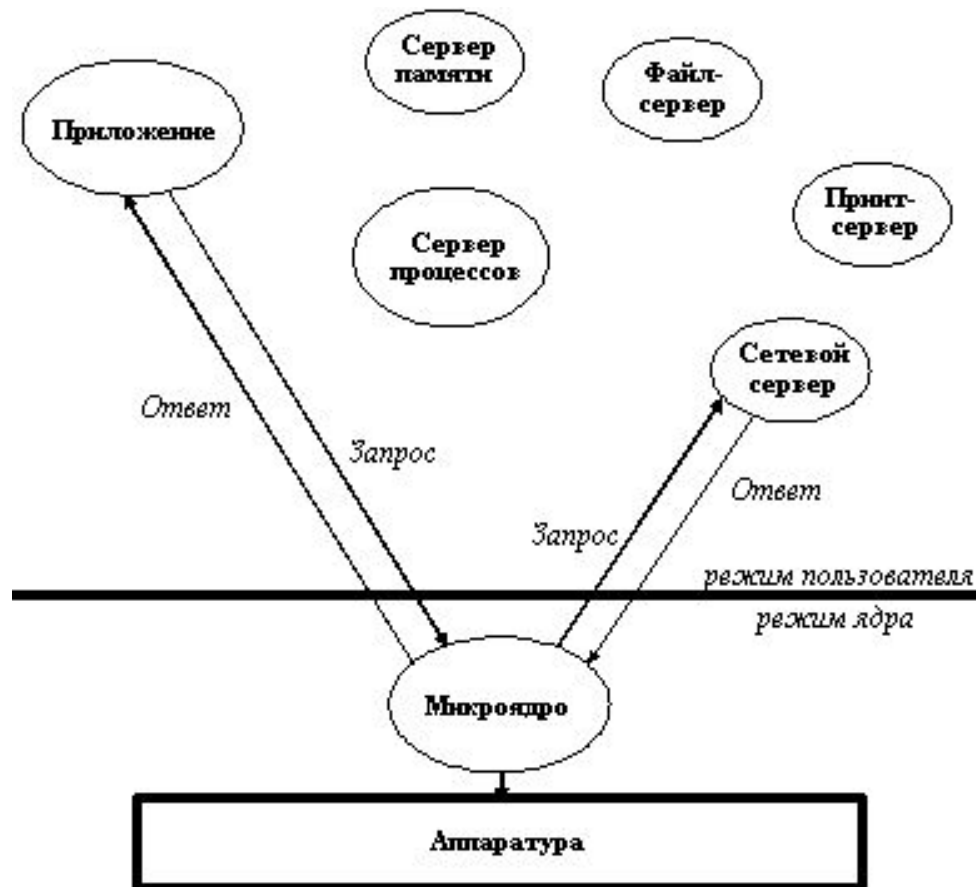 Сервер
памяти
Файл-
сервер
Приложение
Принт-
сервер
Сервер
процессов
Сетевой
сервер
Ответ
Запрос
Ответ
Запрос
режим пользователя
режим ядра
Микроядро
Аппаратура